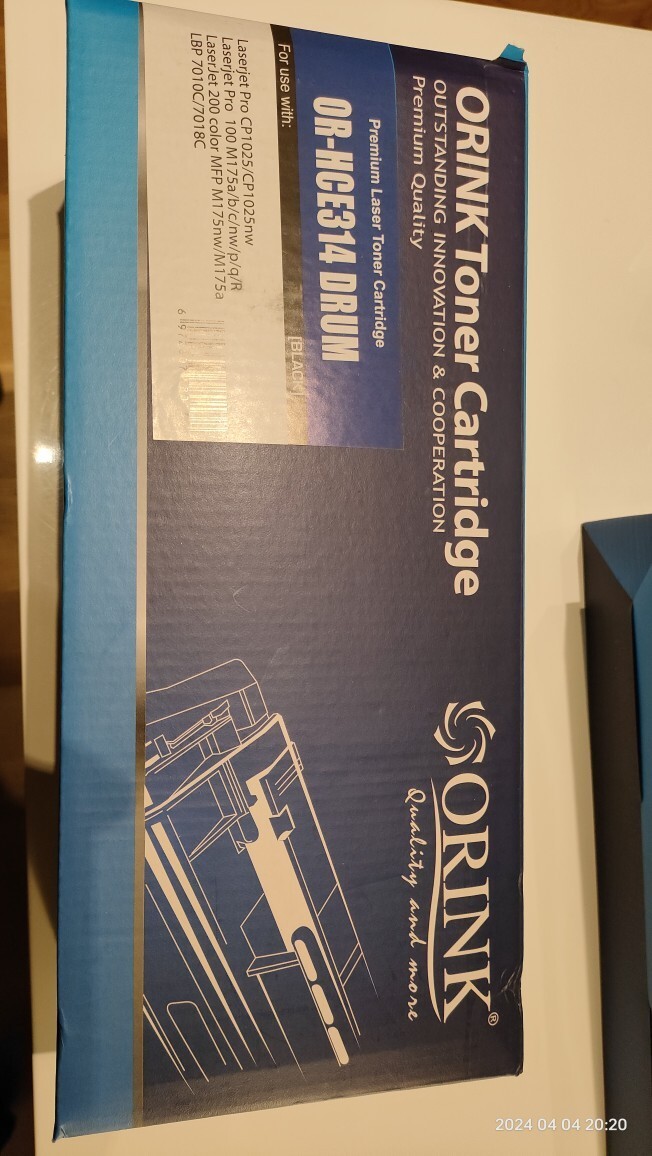 ORINK Toner Cartridge
OUTSTANDING INNOVATION & COOPERATION
Premium Quality
Premium Laser Toner Cartridge
OR-HCE314 DRUM
[BLACK]
For use with:
Laserjet Pro CP1025/CP1025nw
Laserjet Pro 100 M175a/b/c/nw/p/q/R
LaserJet 200 color MFP M175nw/M175a
LBP 7010C/7018C
ORINK®
Quality and more
2024 04 04 20:20